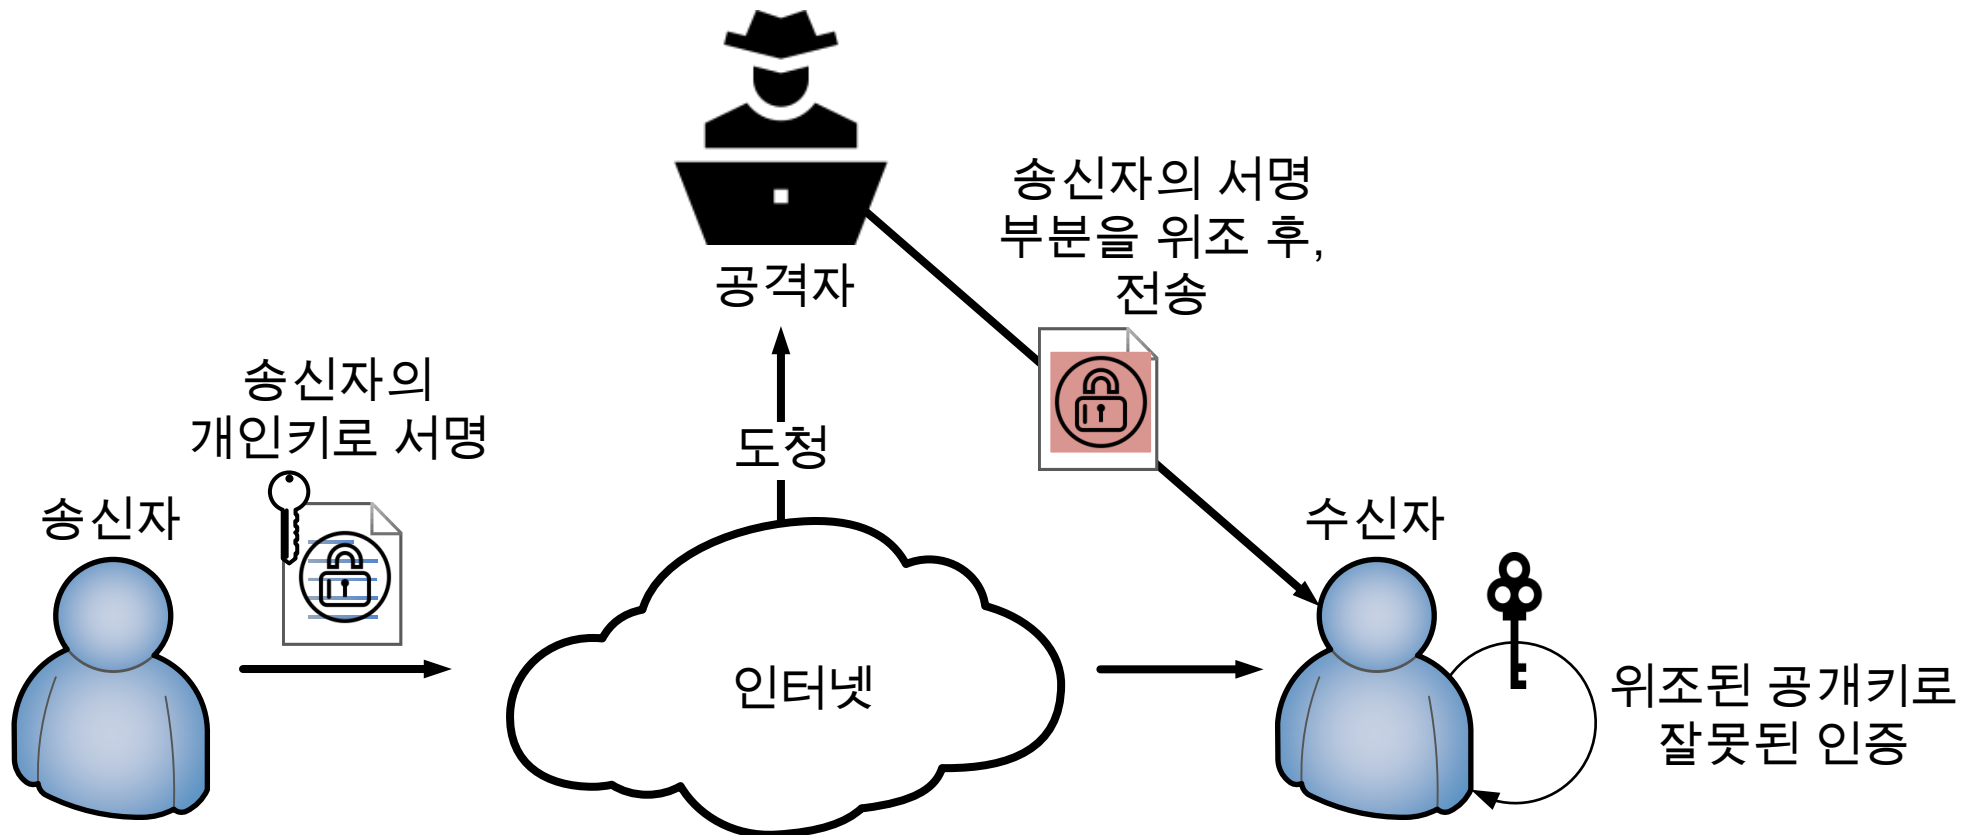 송신자의 서명
부분을 위조 후,
전송
공격자
송신자의
개인키로 서명
도청
송신자
수신자
인터넷
위조된 공개키로
잘못된 인증